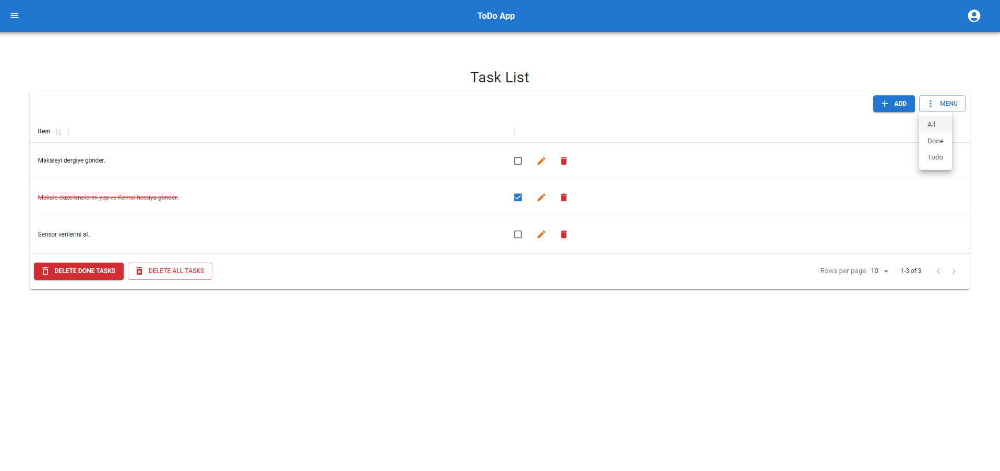 ToDo App
Task List
ADD
MENU
All
Done
Todo
Item
Makaleyi dergiye gönder.
Makale düzeltmelerini yap ve Kemal hocaya gönder.
Sensor verilerini al.
DELETE DONE TASKS
DELETE ALL TASKS
Rows per page 10
1-3 of 3